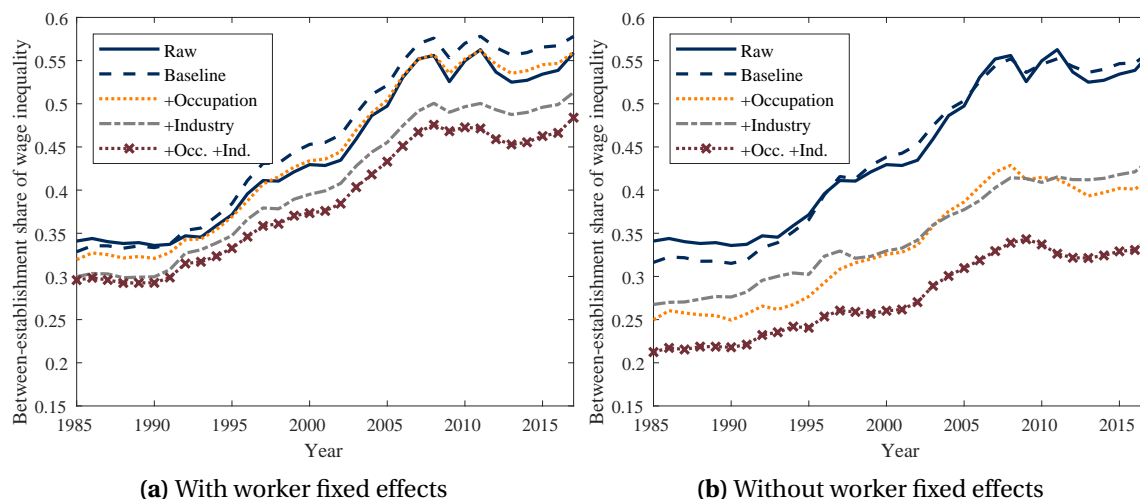 Between-establishment share of wage inequality
0.6
0.55
0.5
0.45
0.4
0.35
0.3
0.25
0.2
0.15
Raw
Baseline
+Occupation
+Industry
+Occ. +Ind.
1985 1990 1995 2000 2005 2010 2015
Year
(a) With worker fixed effects
Between-establishment share of wage inequality
0.6
0.55
0.5
0.45
0.4
0.35
0.3
0.25
0.2
0.15
Raw
Baseline
+Occupation
+Industry
+Occ. +Ind.
1985 1990 1995 2000 2005 2010 2015
Year
(b) Without worker fixed effects